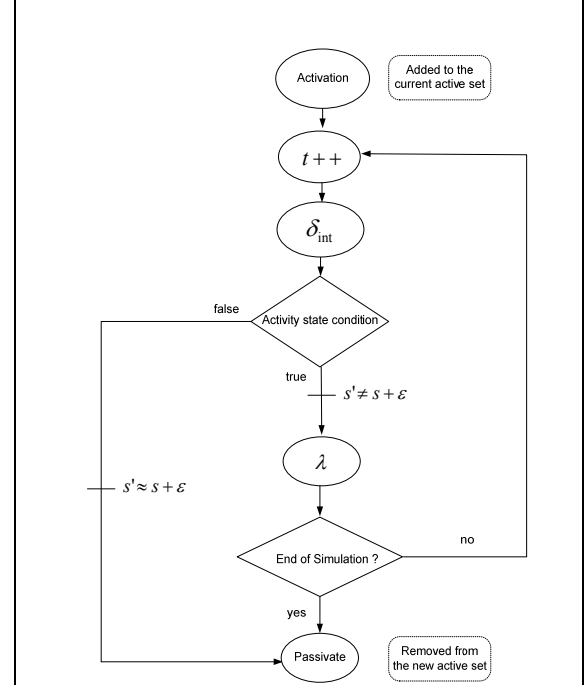 Activation
Added to the
current active set
t++
δint
false
Activity state condition
true
s'≠ s+ε
λ
s'≈ s+ε
End of Simulation ?
no
yes
Passivate
Removed from
the new active set